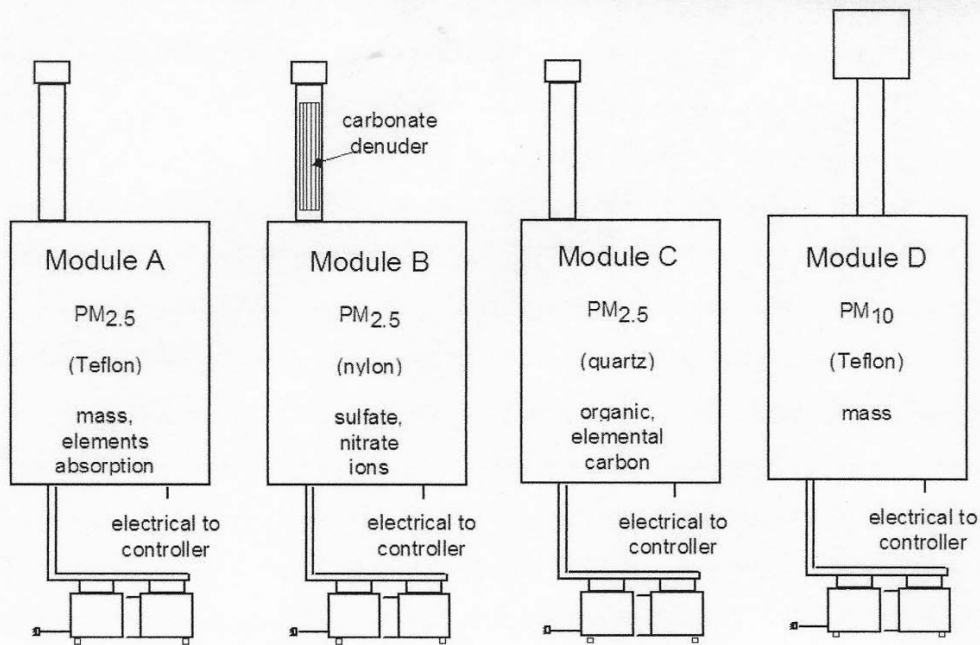 carbonate
denuder
Module A
PM2.5
(Teflon)
mass,
elements
absorption
electrical to
controller
Module B
PM2.5
(nylon)
sulfate,
nitrate
ions
electrical to
controller
Module C
PM2.5
(quartz)
organic,
elemental
carbon
electrical to
controller
Module D
PM10
(Teflon)
mass
electrical to
controller